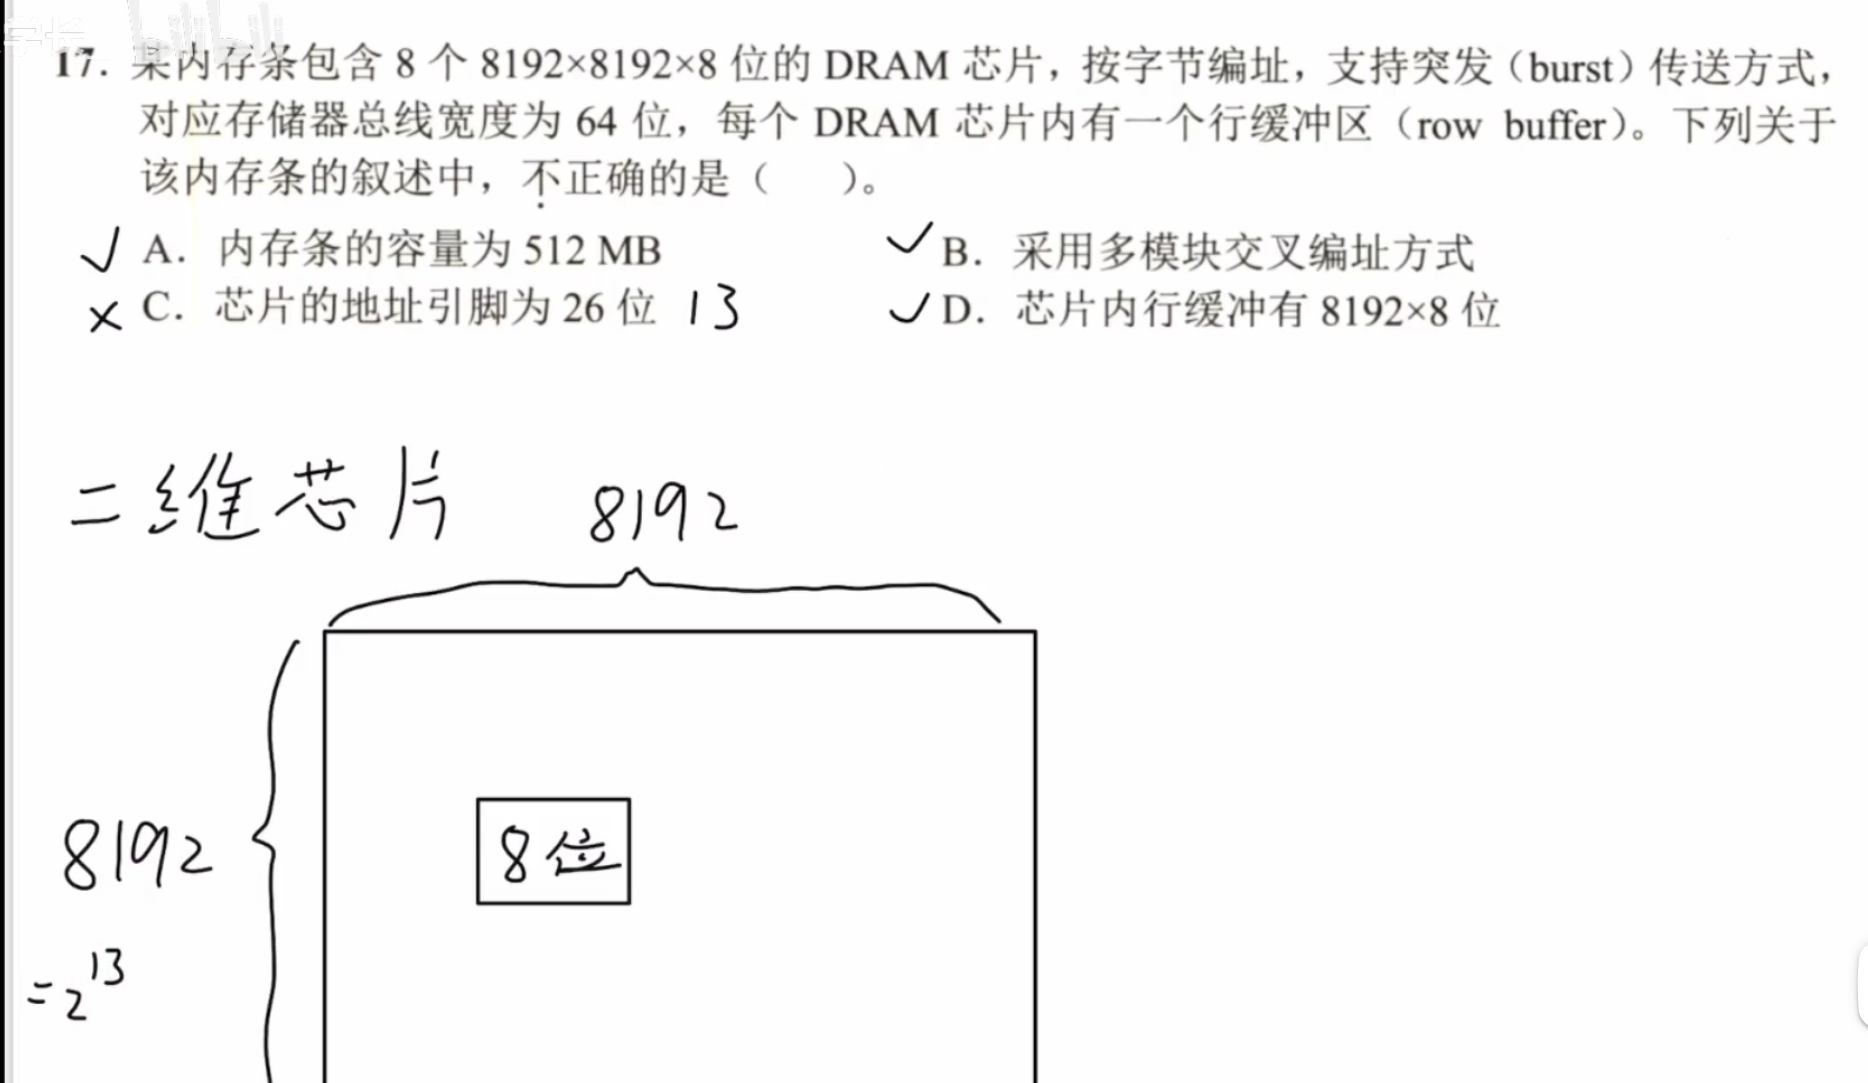 学长
bilibili
17. 某内存条包含 8 个 8192×8192×8 位的 DRAM 芯片，按字节编址，支持突发（burst）传送方式，
对应存储器总线宽度为 64 位，每个 DRAM 芯片内有一个行缓冲区（row buffer）。下列关于
该内存条的叙述中，不正确的是（ ）。
✓ A. 内存条的容量为 512 MB ✓ B. 采用多模块交叉编址方式
× C. 芯片的地址引脚为 26 位 13 ✓ D. 芯片内行缓冲有 8192×8 位
二维芯片 8192
8位
8192
=2^13